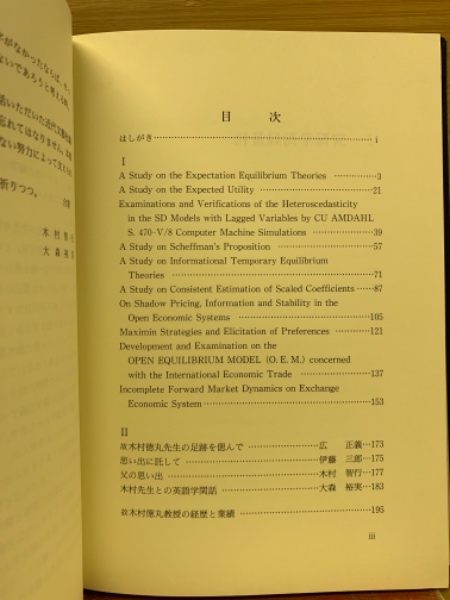 目 次
はしがき……………………………………………………………i
I
A Study on the Expectation Equilibrium Theories ……………3
A Study on the Expected Utility ……………………………………21
Examinations and Verifications of the Heteroscedasticity
in the SD Models with Lagged Variables by CU AMDAHL
S. 470-V/8 Computer Machine Simulations ……………………39
A Study on Scheffman's Proposition ………………………………57
A Study on Informational Temporary Equilibrium
Theories ……………………………………………………………71
A Study on Consistent Estimation of Scaled Coefficients ……87
On Shadow Pricing, Information and Stability in the
Open Economic Systems ……………………………………………105
Maximin Strategies and Elicitation of Preferences …………121
Development and Examination on the
OPEN EQUILIBRIUM MODEL (O. E. M.) concerned
with the International Economic Trade …………………………137
Incomplete Forward Market Dynamics on Exchange
Economic System……………………………………………………153
II
故木村徳丸先生の足跡を偲んで ……………………広 正義…173
思い出に託して ……………………………………伊藤 三郎…175
父の思い出 …………………………………………木村 智行…177
木村先生との英語学閑話 …………………………大森 裕実…183
故木村徳丸教授の経歴と業績 ………………………………………195
iii